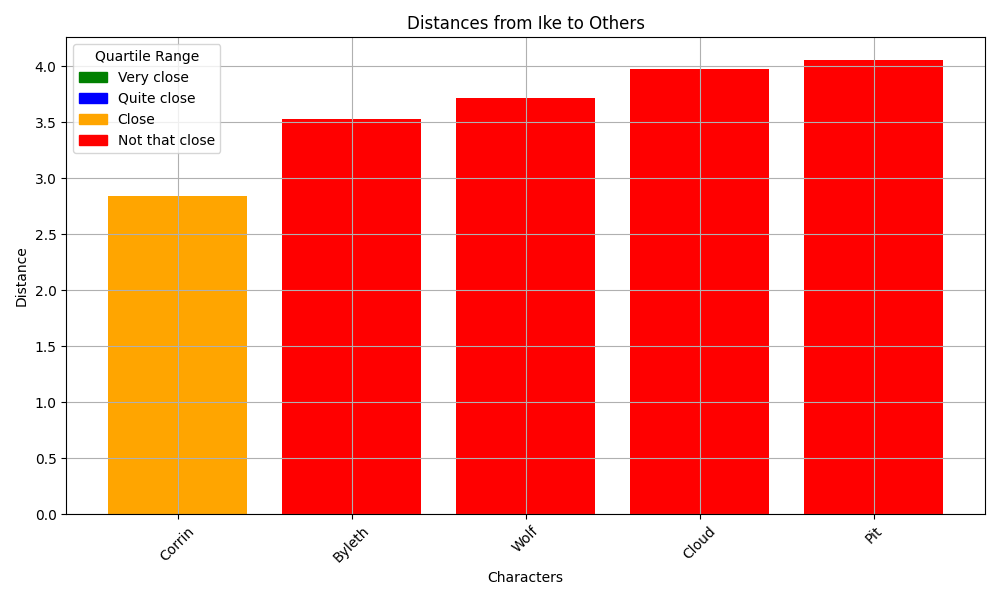 Distances from Ike to Others
Quartile Range
Very close
Quite close
Close
Not that close
Distance
4.0
3.5
3.0
2.5
2.0
1.5
1.0
0.5
0.0
Corrin
Byleth
Wolf
Cloud
Pit
Characters